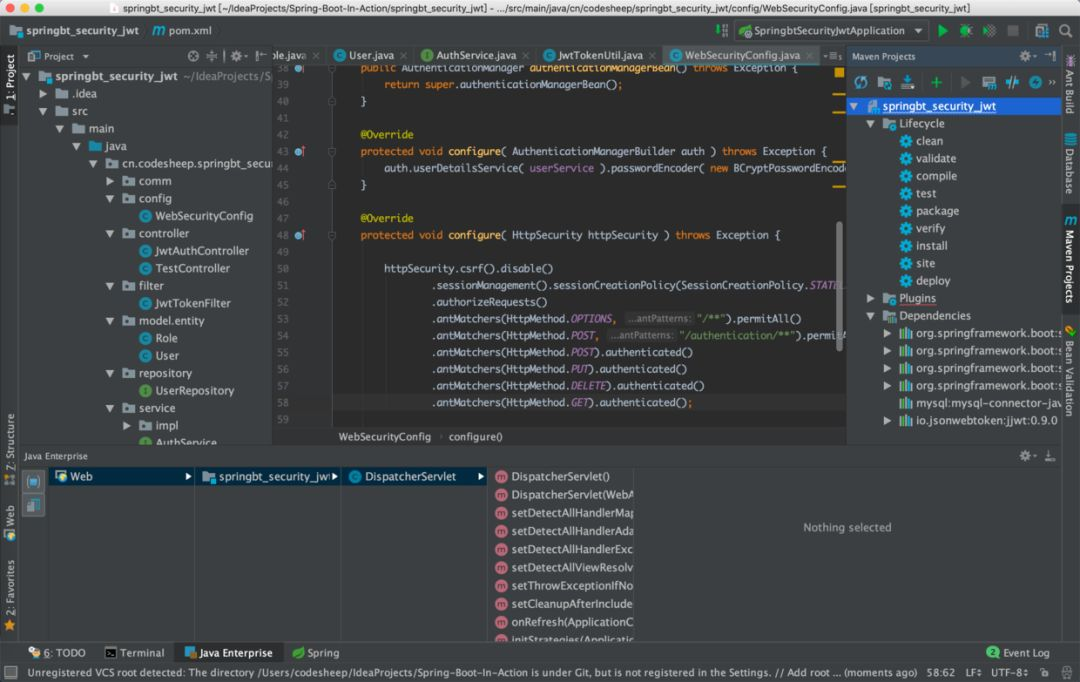 springbt_security_jwt [~/IdeaProjects/Spring-Boot-In-Action/springbt_security_jwt] - .../src/main/java/cn/codesheep/springbt_security_jwt/config/WebSecurityConfig.java [springbt_security_jwt]
springbt_security_jwt pom.xml SpringbtSecurityJwtApplication
Project
ble.java User.java AuthService.java JwtTokenUtil.java WebSecurityConfig.java
Maven Projects
1: Project
springbt_security_jwt ~/IdeaProjects/S
.idea
src
main
java
cn.codesheep.springbt_secu
comm
config
WebSecurityConfig
controller
JwtAuthController
TestController
filter
JwtTokenFilter
model.entity
Role
User
repository
UserRepository
service
impl
AuthService
38 public AuthenticationManager authenticationManagerBean() throws Exception {
39 return super.authenticationManagerBean();
40 }
41
42 @Override
43 protected void configure( AuthenticationManagerBuilder auth ) throws Exception {
44 auth.userDetailsService( userService ).passwordEncoder( new BCryptPasswordEncod
45 }
46
47 @Override
48 protected void configure( HttpSecurity httpSecurity ) throws Exception {
49
50 httpSecurity.csrf().disable()
51 .sessionManagement().sessionCreationPolicy(SessionCreationPolicy.STATE
52 .authorizeRequests()
53 .antMatchers(HttpMethod.OPTIONS, ...antPatterns: "/**").permitAll()
54 .antMatchers(HttpMethod.POST, ...antPatterns: "/authentication/**").permitA
55 .antMatchers(HttpMethod.POST).authenticated()
56 .antMatchers(HttpMethod.PUT).authenticated()
57 .antMatchers(HttpMethod.DELETE).authenticated()
58 .antMatchers(HttpMethod.GET).authenticated();
59
WebSecurityConfig › configure()
springbt_security_jwt
Lifecycle
clean
validate
compile
test
package
verify
install
site
deploy
Plugins
Dependencies
org.springframework.boot:s
org.springframework.boot:s
org.springframework.boot:s
org.springframework.boot:s
mysql:mysql-connector-jav
io.jsonwebtoken:jjwt:0.9.0
Ant Build
Database
Maven Projects
Bean Validation
Z: Structure
Web
2: Favorites
Java Enterprise
Web springbt_security_jwt DispatcherServlet
DispatcherServlet()
DispatcherServlet(WebA
setDetectAllHandlerMap
setDetectAllHandlerAda
setDetectAllHandlerExc
setDetectAllViewResolv
setThrowExceptionIfNo
setCleanupAfterInclude
onRefresh(ApplicationC
initStrategies(Applicatio
Nothing selected
6: TODO Terminal Java Enterprise Spring 2 Event Log
Unregistered VCS root detected: The directory /Users/codesheep/IdeaProjects/Spring-Boot-In-Action is under Git, but is not registered in the Settings. // Add root ... (moments ago) 58:62 LF UTF-8